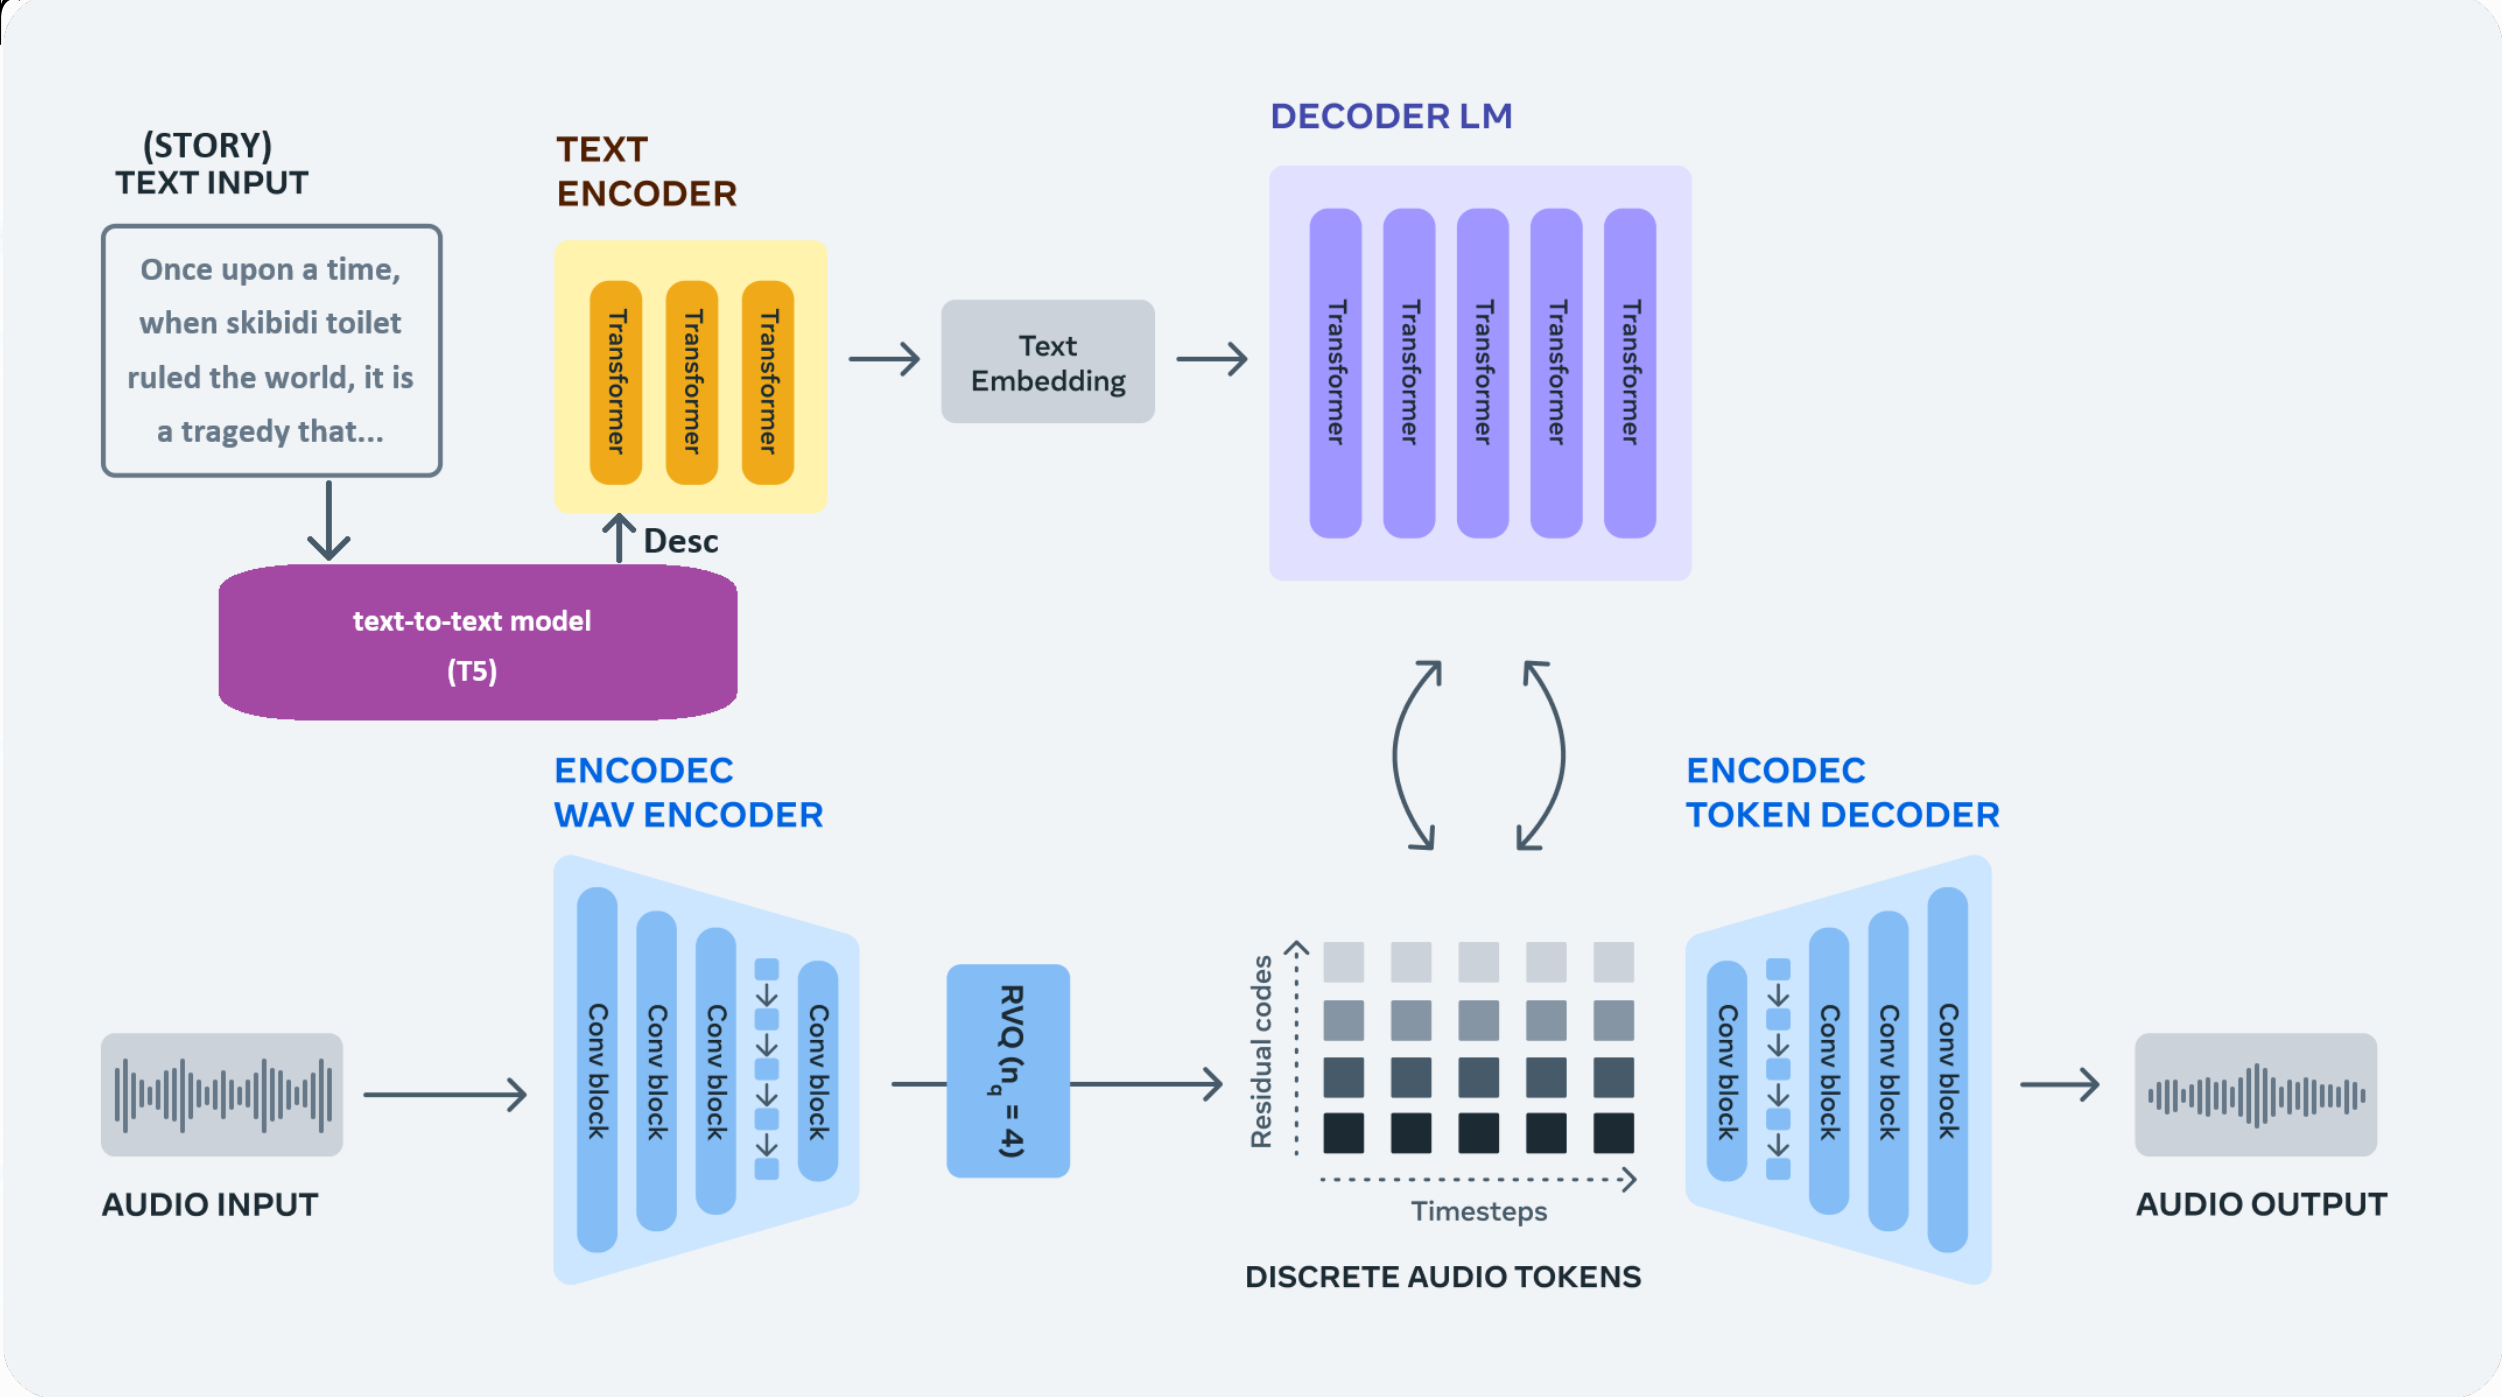 (STORY)
TEXT INPUT
Once upon a time,
when skibidi toilet
ruled the world, it is
a tragedy that...
text-to-text model
(T5)
Desc
TEXT
ENCODER
Transformer
Transformer
Transformer
Text
Embedding
DECODER LM
Transformer
Transformer
Transformer
Transformer
Transformer
AUDIO INPUT
ENCODEC
WAV ENCODER
Conv block
Conv block
Conv block
Conv block
RVQ (nq = 4)
Residual codes
Timesteps
DISCRETE AUDIO TOKENS
ENCODEC
TOKEN DECODER
Conv block
Conv block
Conv block
Conv block
AUDIO OUTPUT